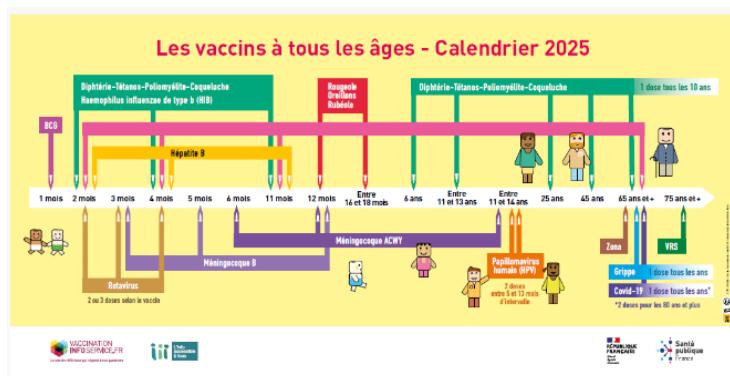 Les vaccins à tous les âges - Calendrier 2025
Diphtérie-Tétanos-Poliomyélite-Coqueluche
Haemophilus influenzae de type b (HIB)
Rougeole
Oreillons
Rubéole
Diphtérie-Tétanos-Poliomyélite-Coqueluche
1 dose tous les 10 ans
BCG
Hépatite B
1 mois
2 mois
3 mois
4 mois
5 mois
6 mois
11 mois
12 mois
Entre
16 et 18 mois
6 ans
Entre
11 et 13 ans
Entre
11 et 14 ans
25 ans
45 ans
65 ans et +
75 ans et +
Méningocoque ACWY
Méningocoque B
Rotavirus
2 ou 3 doses selon le vaccin
Papillomavirus
humain (HPV)
2 doses
entre 5 et 13 mois
d'intervalle
Zona
VRS
Grippe
1 dose tous les ans
Covid-19
1 dose tous les ans*
*2 doses pour les 80 ans et plus
VACCINATION
INFO SERVICE.FR
RÉPUBLIQUE
FRANÇAISE
Santé
publique
France